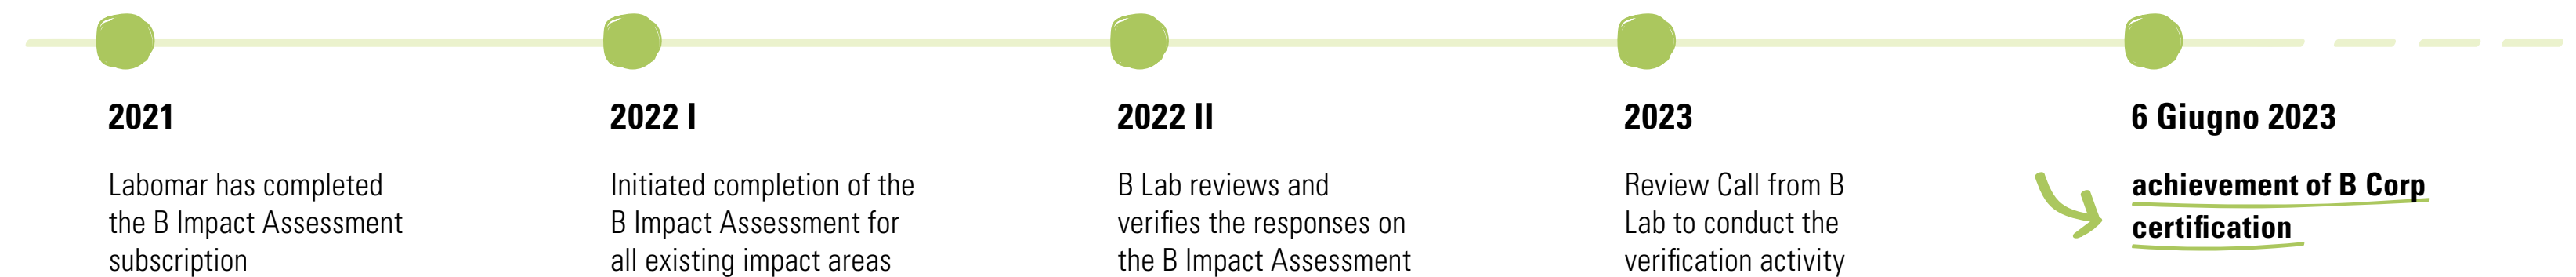 2021
Labomar has completed
the B Impact Assessment
subscription
2022 I
Initiated completion of the
B Impact Assessment for
all existing impact areas
2022 II
B Lab reviews and
verifies the responses on
the B Impact Assessment
2023
Review Call from B
Lab to conduct the
verification activity
6 Giugno 2023
achievement of B Corp
certification